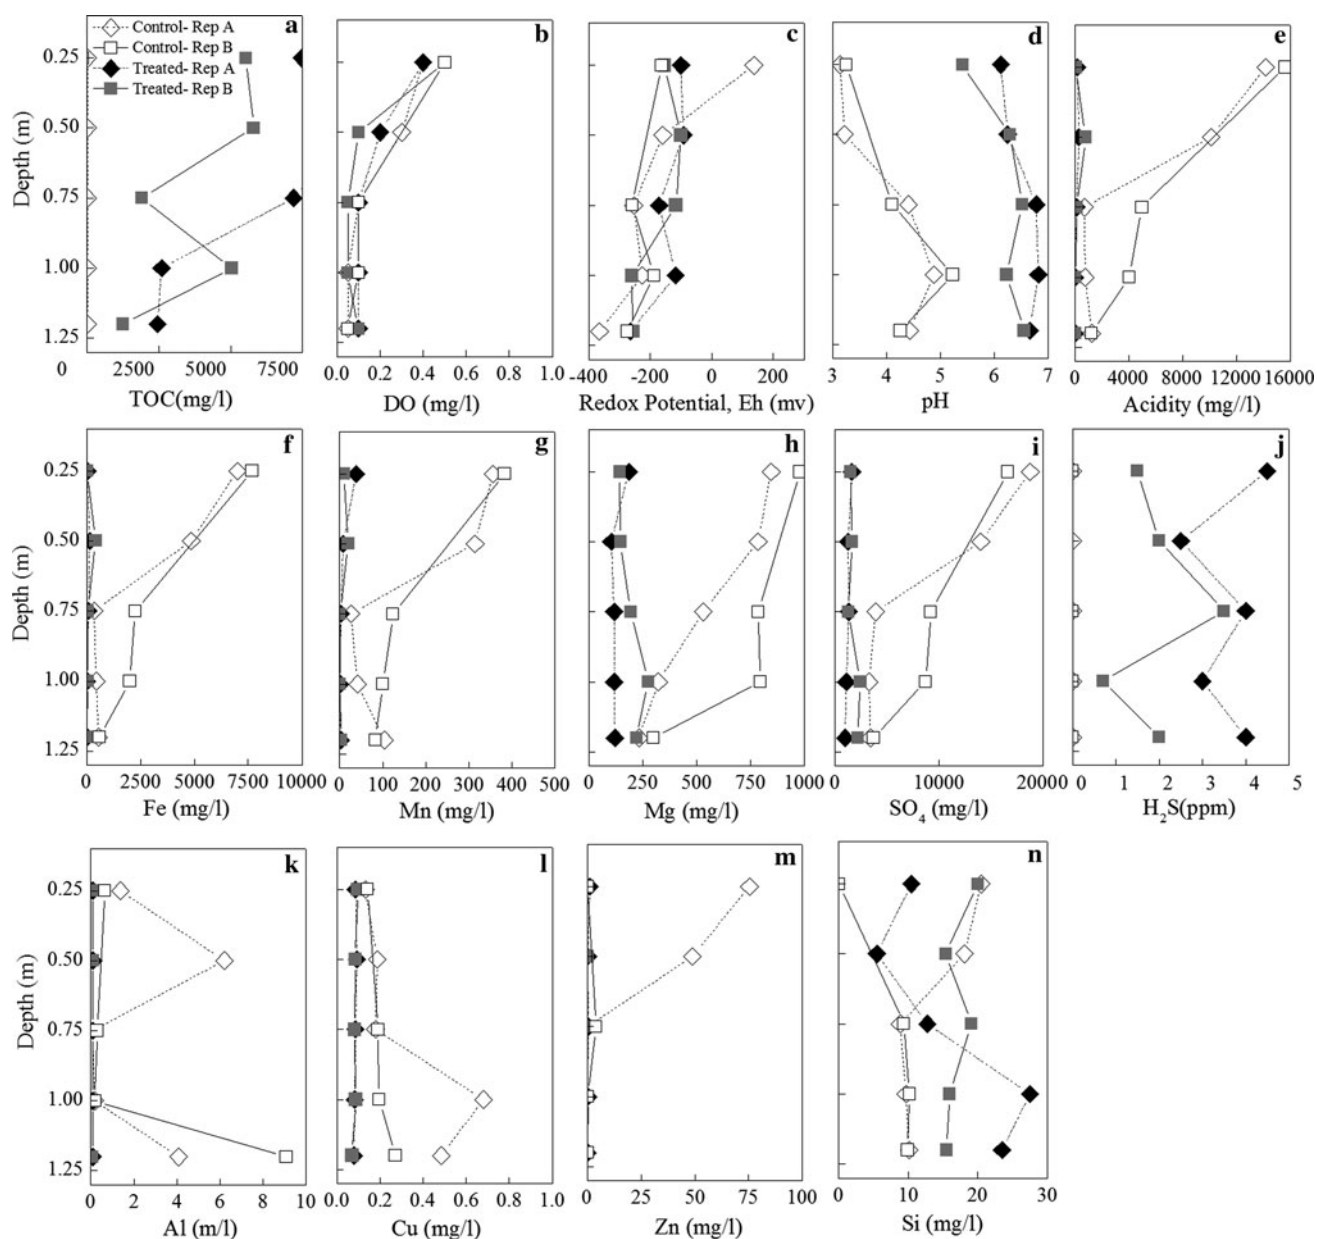 Control- Rep A
Control- Rep B
Treated- Rep A
Treated- Rep B
a
b
c
d
e
Depth (m)
0.25
0.50
0.75
1.00
1.25
0 2500 5000 7500
TOC(mg/l)
0.0 0.2 0.4 0.6 0.8 1.0
DO (mg/l)
-400 -200 0 200 400
Redox Potential, Eh (mv)
3 4 5 6 7
pH
0 4000 8000 12000 16000
Acidity (mg//l)
f
g
h
i
j
Depth (m)
0.25
0.50
0.75
1.00
1.25
0 2500 5000 7500 10000
Fe (mg/l)
0 100 200 300 400 500
Mn (mg/l)
0 250 500 750 1000
Mg (mg/l)
0 10000 20000
SO4 (mg/l)
0 1 2 3 4 5
H2S(ppm)
k
l
m
n
Depth (m)
0.25
0.50
0.75
1.00
1.25
0 2 4 6 8 10
Al (m/l)
0.0 0.2 0.4 0.6 0.8 1.0
Cu (mg/l)
0 25 50 75 100
Zn (mg/l)
0 10 20 30
Si (mg/l)